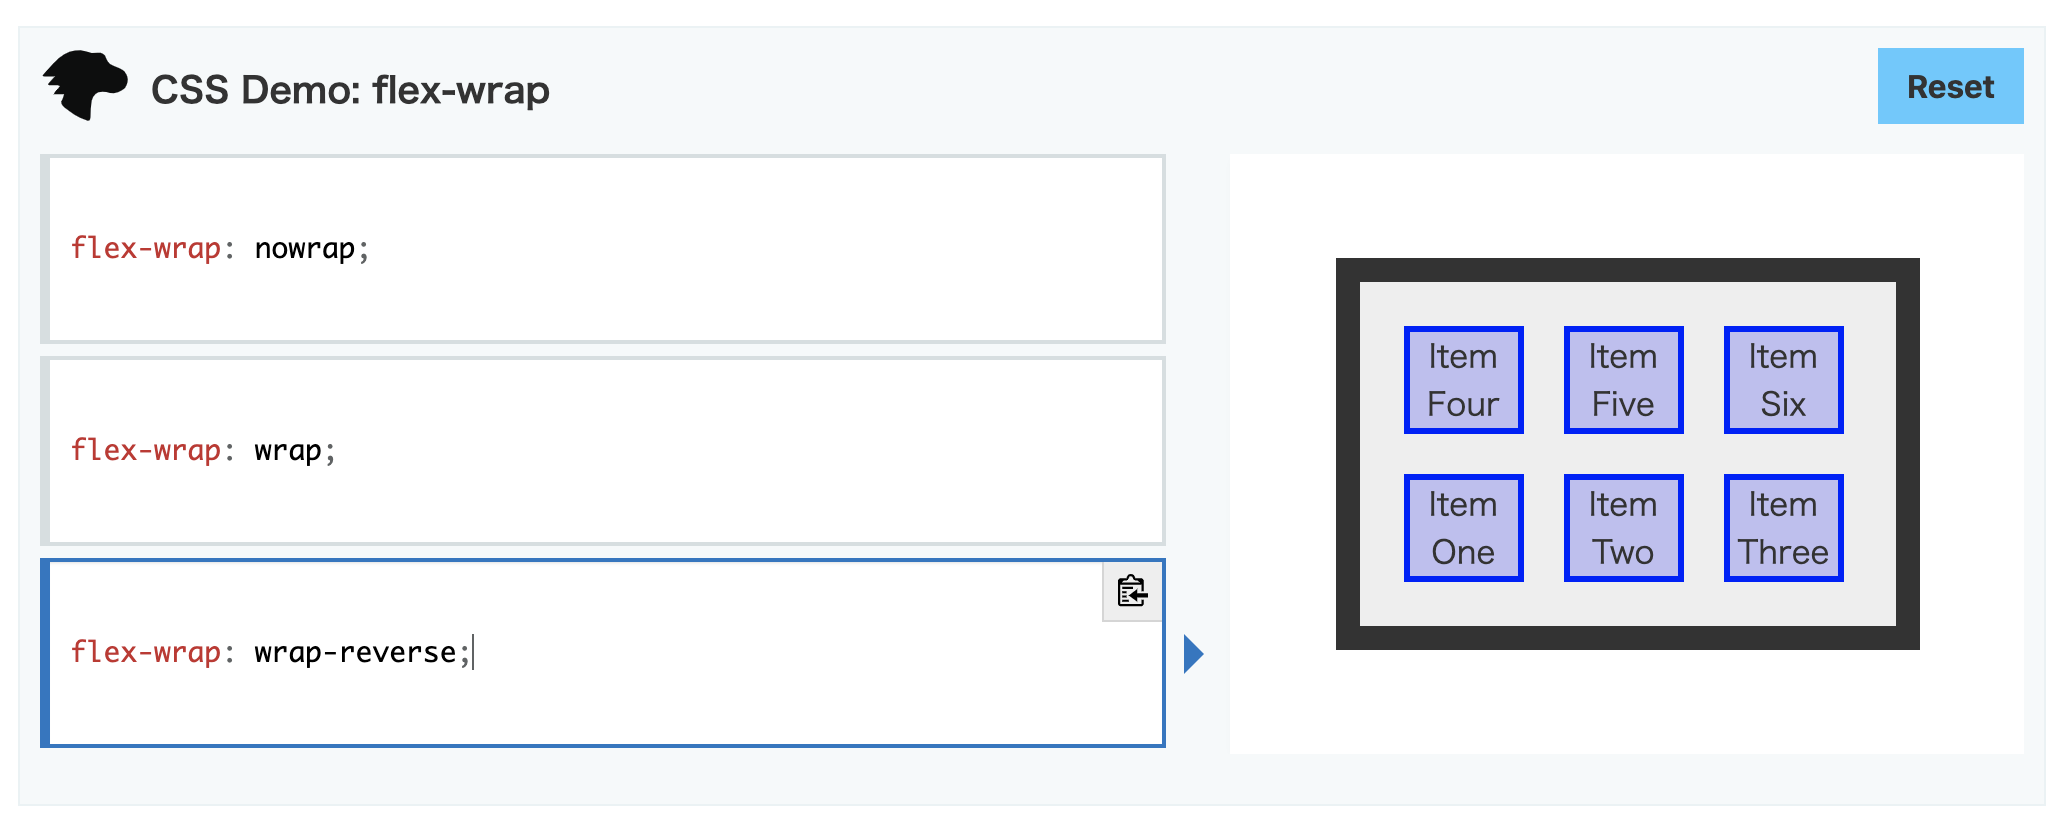 CSS Demo: flex-wrap
Reset
flex-wrap: nowrap;
flex-wrap: wrap;
flex-wrap: wrap-reverse;
Item
Four
Item
Five
Item
Six
Item
One
Item
Two
Item
Three